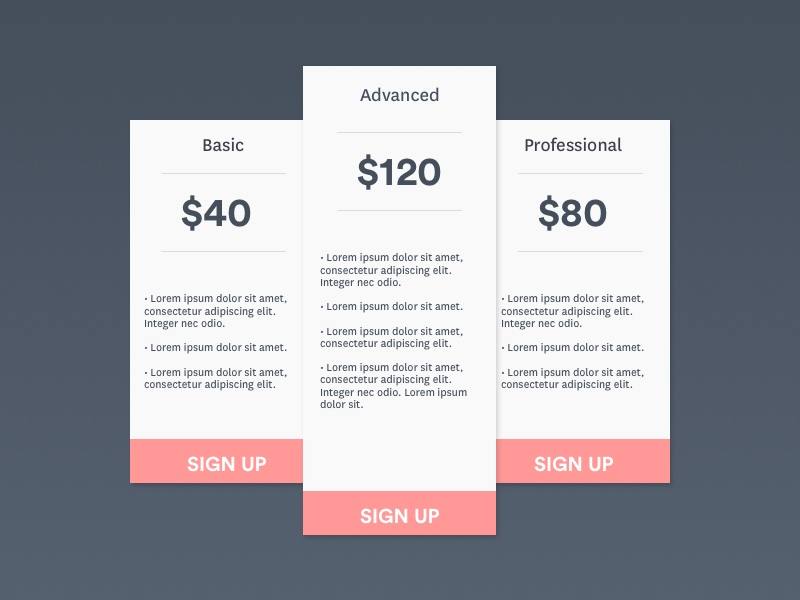 Basic
$40
· Lorem ipsum dolor sit amet,
consectetur adipiscing elit.
Integer nec odio.
· Lorem ipsum dolor sit amet.
· Lorem ipsum dolor sit amet,
consectetur adipiscing elit.
SIGN UP
Advanced
$120
· Lorem ipsum dolor sit amet,
consectetur adipiscing elit.
Integer nec odio.
· Lorem ipsum dolor sit amet.
· Lorem ipsum dolor sit amet,
consectetur adipiscing elit.
· Lorem ipsum dolor sit amet,
consectetur adipiscing elit.
Integer nec odio. Lorem ipsum
dolor sit.
SIGN UP
Professional
$80
· Lorem ipsum dolor sit amet,
consectetur adipiscing elit.
Integer nec odio.
· Lorem ipsum dolor sit amet.
· Lorem ipsum dolor sit amet,
consectetur adipiscing elit.
SIGN UP